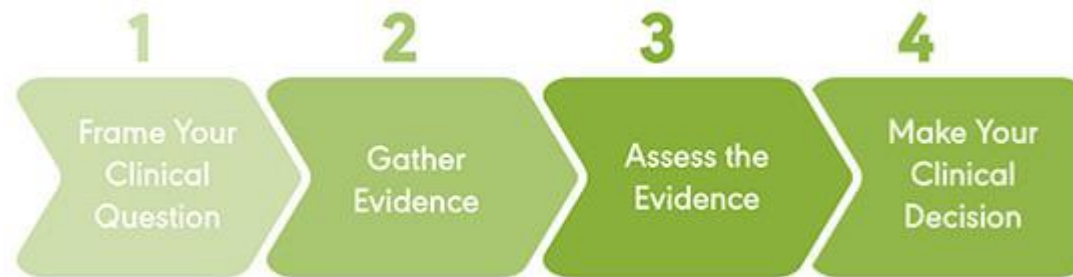 1
Frame Your
Clinical
Question
2
Gather
Evidence
3
Assess the
Evidence
4
Make Your
Clinical
Decision